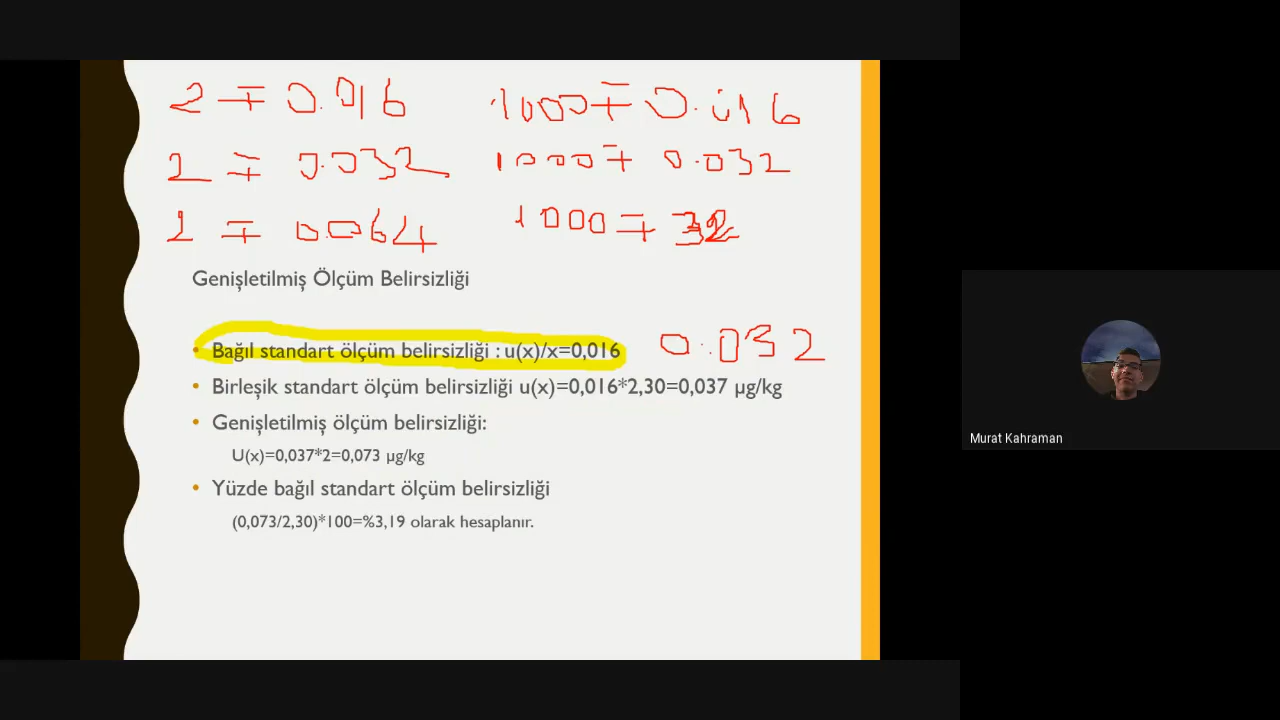 2 ∓ 0.016 1000 ∓ 0.016
2 ∓ 0.032 1000 ∓ 0.032
2 ∓ 0.064 1000 ∓ 32
Genişletilmiş Ölçüm Belirsizliği
• Bağıl standart ölçüm belirsizliği : u(x)/x=0,016 0.032
• Birleşik standart ölçüm belirsizliği u(x)=0,016*2,30=0,037 µg/kg
• Genişletilmiş ölçüm belirsizliği:
U(x)=0,037*2=0,073 µg/kg
• Yüzde bağıl standart ölçüm belirsizliği
(0,073/2,30)*100=%3,19 olarak hesaplanır.
Murat Kahraman